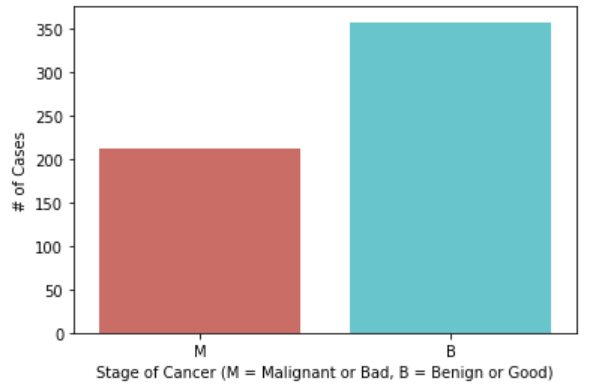 350
300
250
200
150
100
50
0
# of Cases
M
B
Stage of Cancer (M = Malignant or Bad, B = Benign or Good)